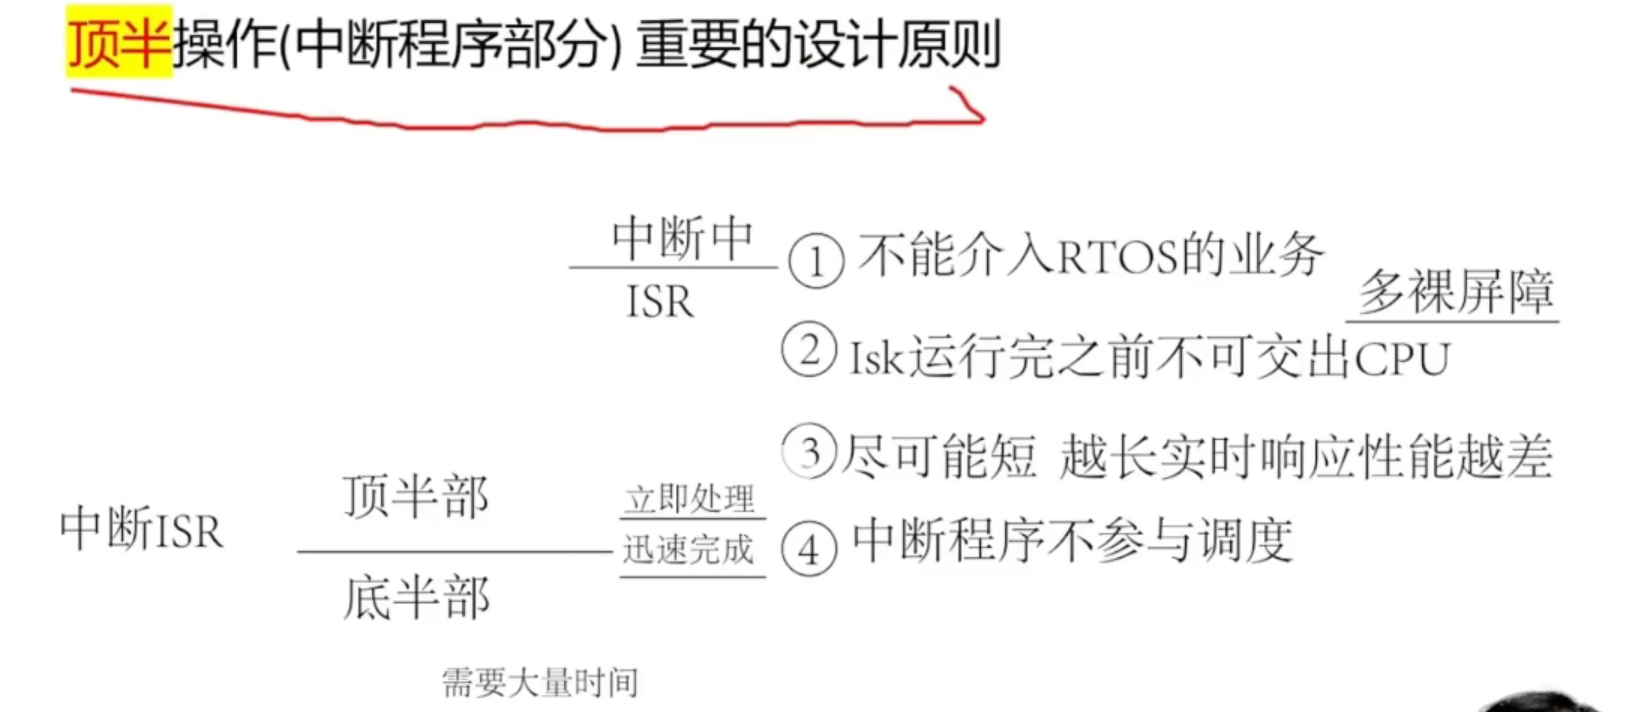 顶半操作(中断程序部分) 重要的设计原则
中断中
ISR
① 不能介入RTOS的业务
多裸屏障
② Isk运行完之前不可交出CPU
③ 尽可能短 越长实时响应性能越差
④ 中断程序不参与调度
中断ISR
顶半部
底半部
立即处理
迅速完成
需要大量时间